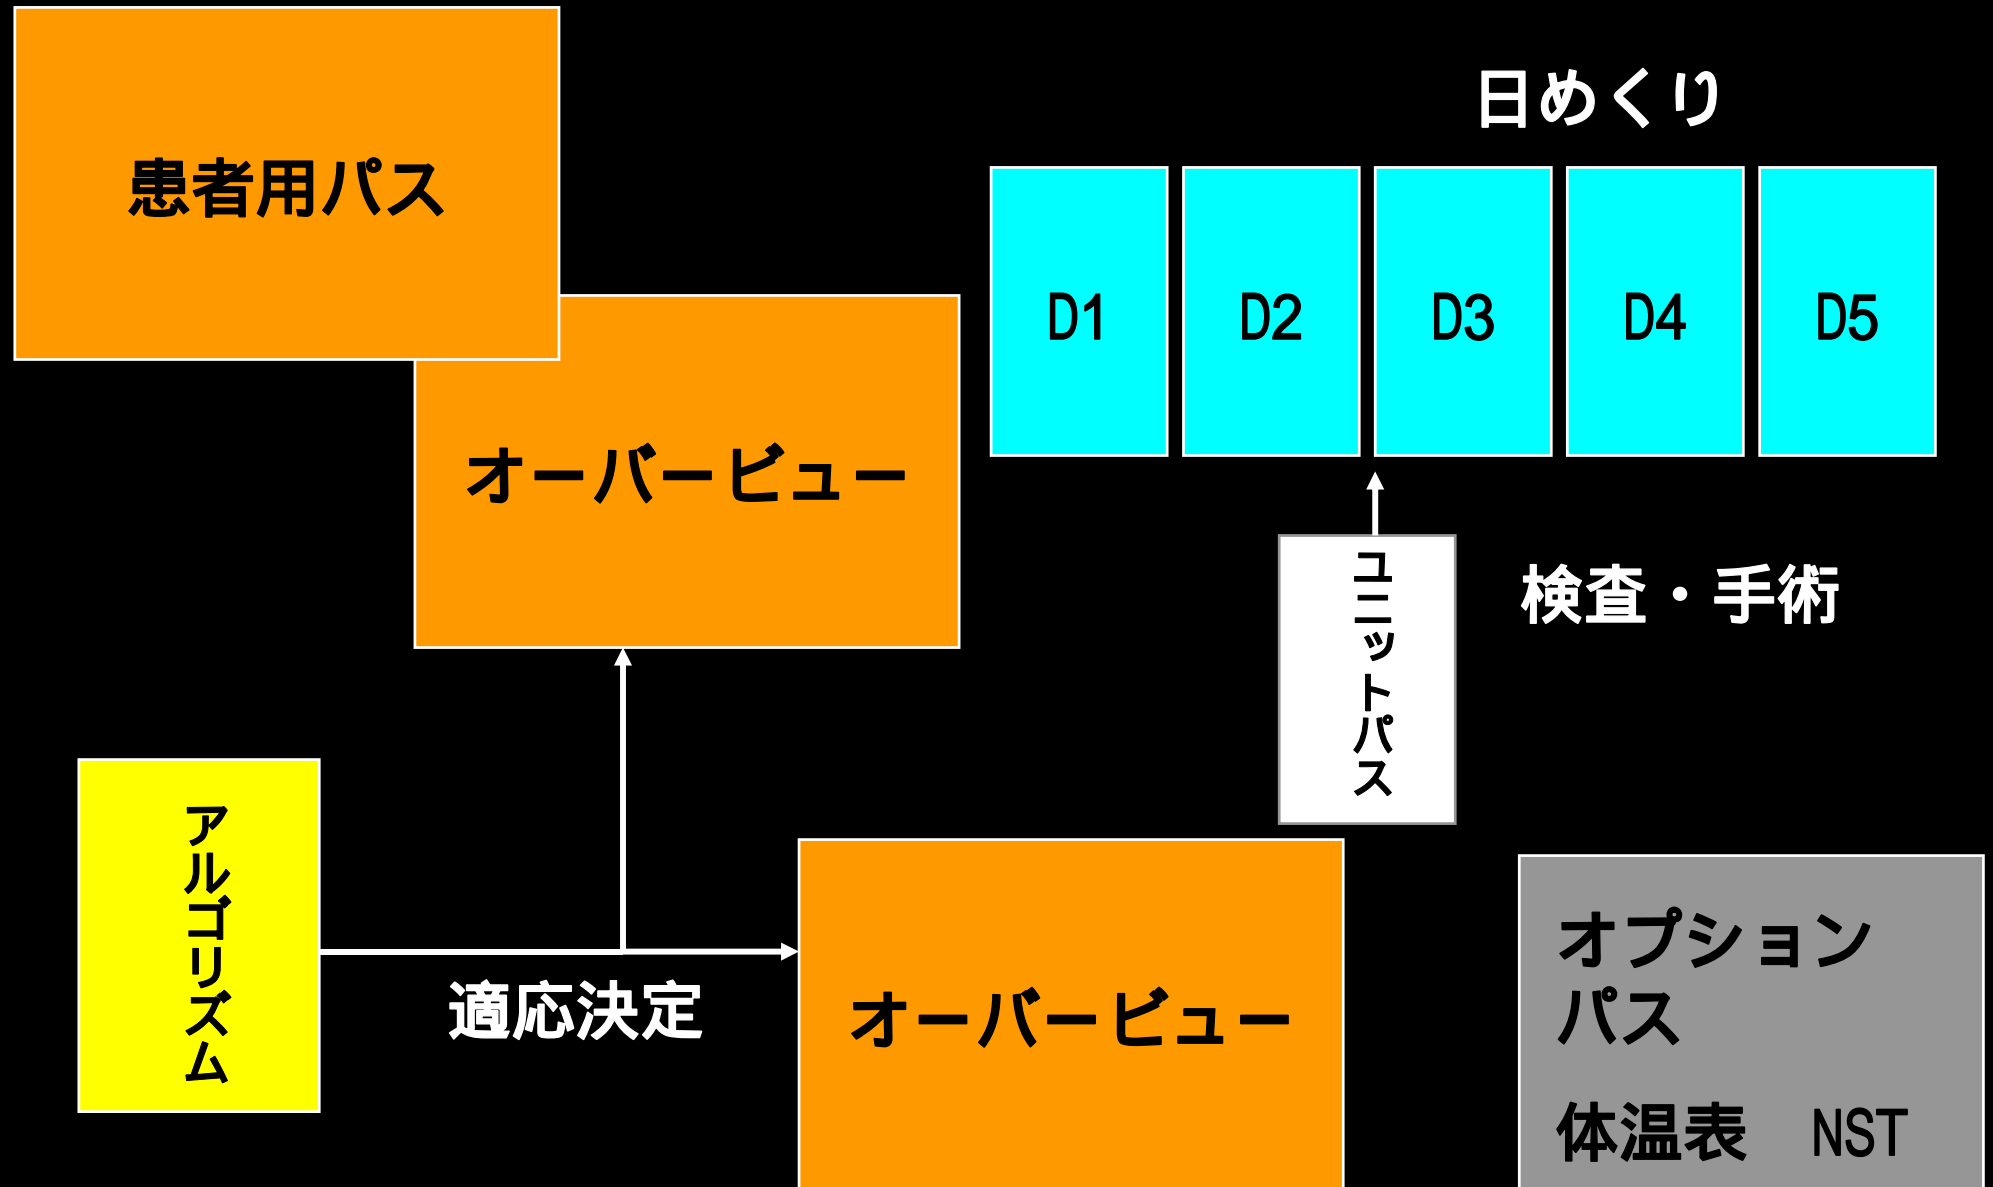 患者用パス
日めくり
D1 D2 D3 D4 D5
オーバービュー
ユニットパス
検査・手術
アルゴリズム
適応決定
オーバービュー
オプション
パス
体温表　NST